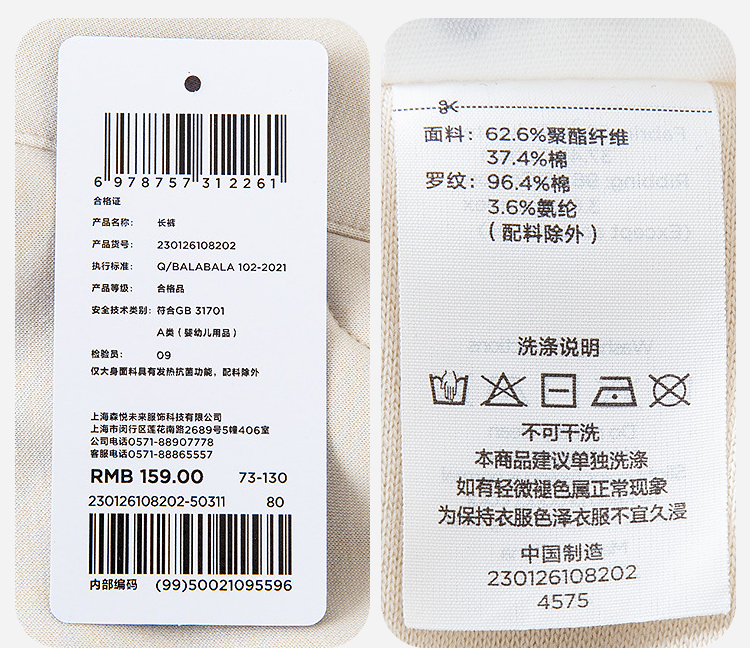 6 978757 312261
合格证
产品名称： 长裤
产品货号： 230126108202
执行标准： Q/BALABALA 102-2021
产品等级： 合格品
安全技术类别： 符合GB 31701
A类（婴幼儿用品）
检验员： 09
仅大身面料具有发热抗菌功能，配料除外
上海森悦未来服饰科技有限公司
上海市闵行区莲花南路2689号5幢406室
公司电话0571-88907778
客服电话0571-88865557
RMB 159.00 73-130
230126108202-50311 80
内部编码 (99)50021095596
面料：62.6%聚酯纤维
37.4%棉
罗纹：96.4%棉
3.6%氨纶
（配料除外）
洗涤说明
不可干洗
本商品建议单独洗涤
如有轻微褪色属正常现象
为保持衣服色泽衣服不宜久浸
中国制造
230126108202
4575